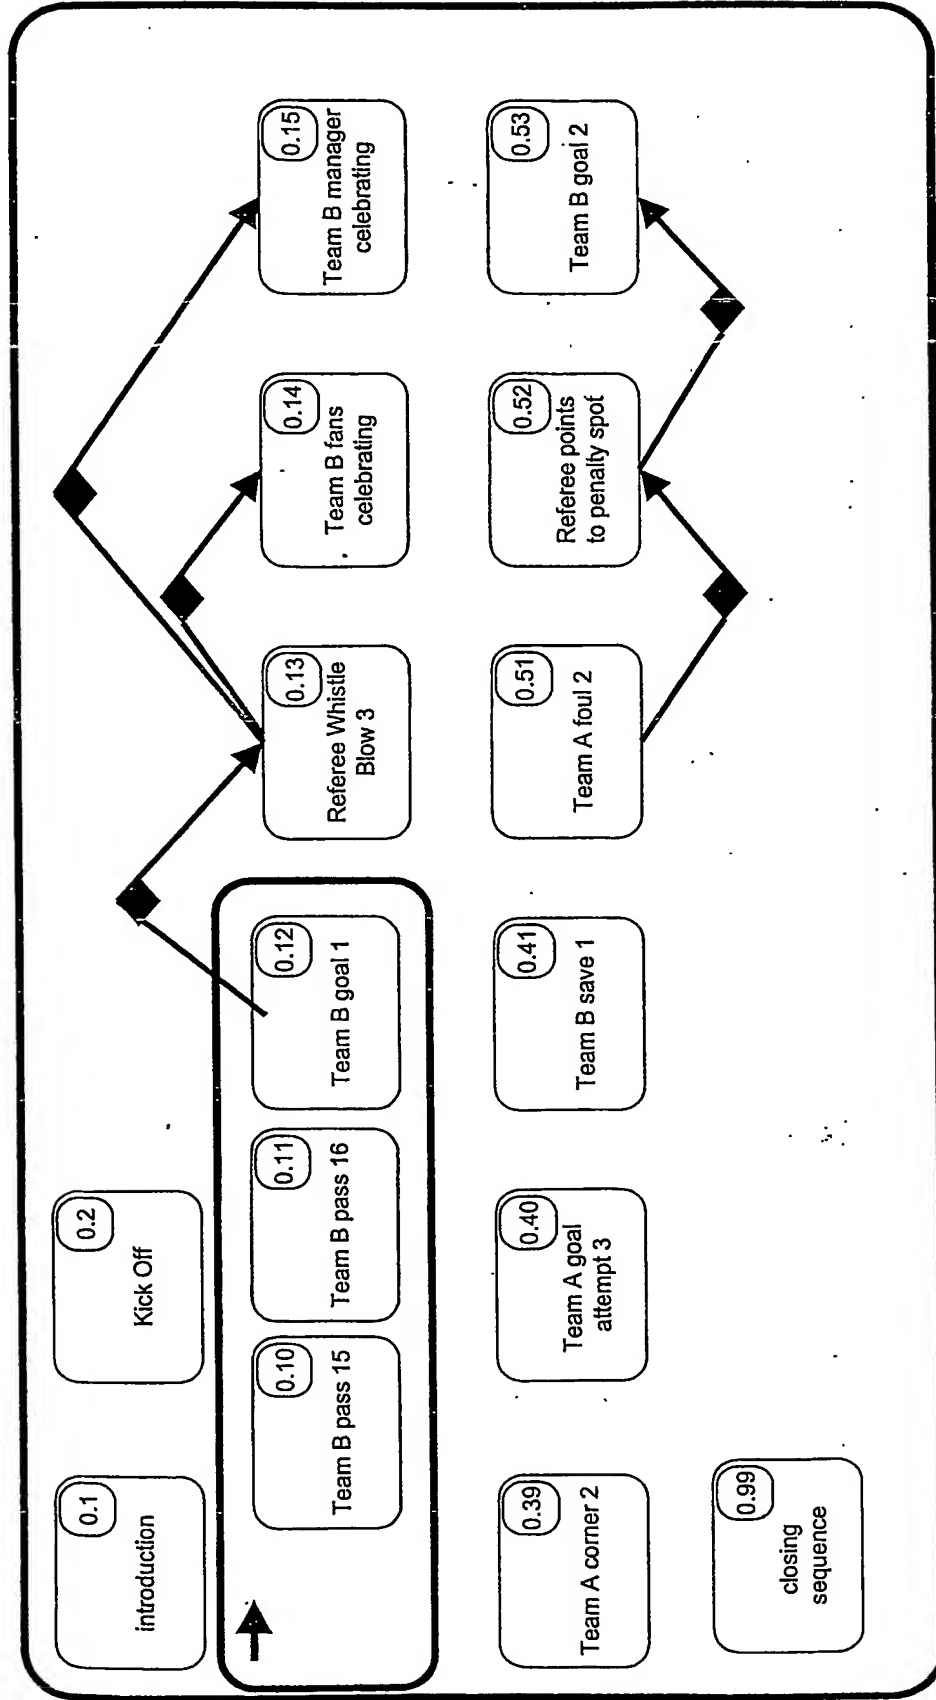 0.1
introduction
0.2
Kick Off
0.10
Team B pass 15
0.11
Team B pass 16
0.12
Team B goal 1
0.13
Referee Whistle
Blow 3
0.14
Team B fans
celebrating
0.15
Team B manager
celebrating
0.39
Team A corner 2
0.40
Team A goal
attempt 3
0.41
Team B save 1
0.51
Team A foul 2
0.52
Referee points
to penalty spot
0.53
Team B goal 2
0.99
closing
sequence